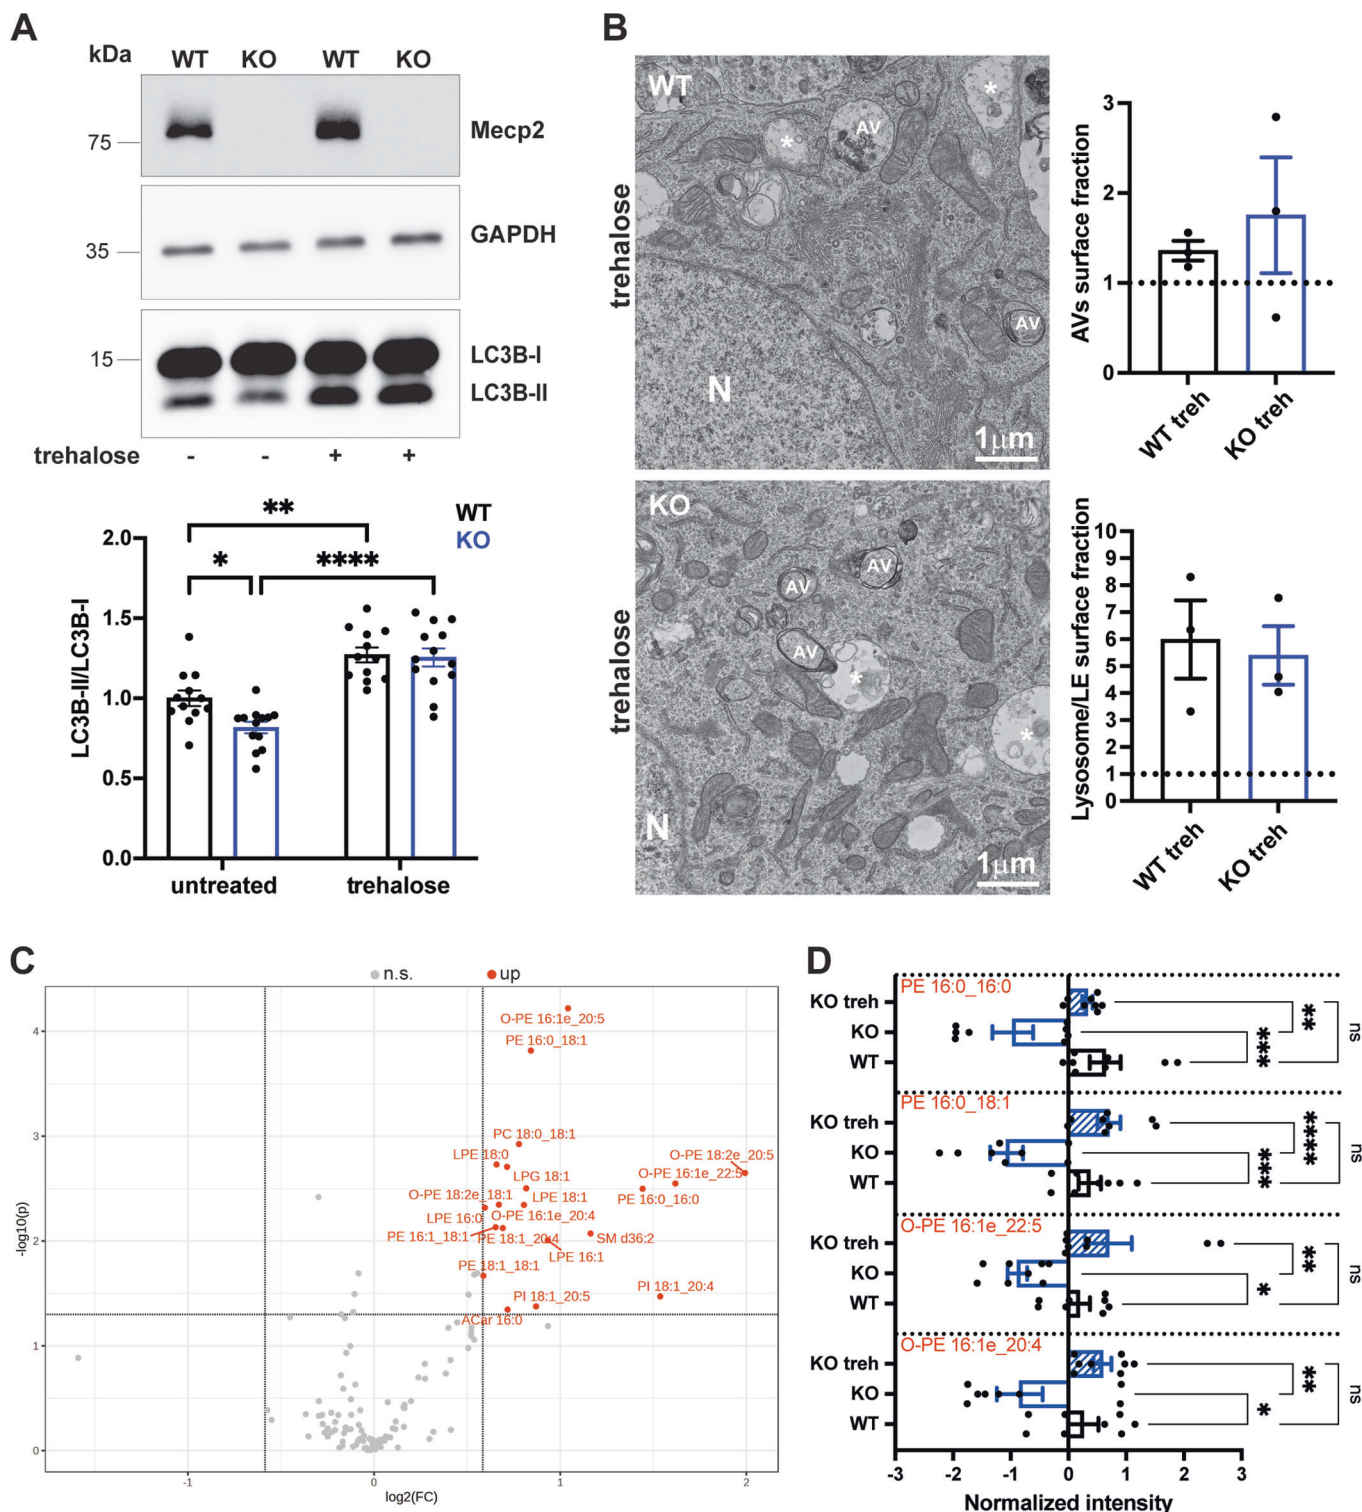 A
kDa
WT KO WT KO
Mecp2
75
GAPDH
35
LC3B-I
15
LC3B-II
trehalose - - + +
WT
KO
** 
* ****
LC3B-II/LC3B-I
2.0
1.5
1.0
0.5
0.0
untreated trehalose
B
WT
*
AV
*
AV
N
1μm
trehalose
KO
AV
AV
AV
*
*
N
1μm
trehalose
AVs surface fraction
3
2
1
0
WT treh KO treh
Lysosome/LE surface fraction
10
9
8
7
6
5
4
3
2
1
0
WT treh KO treh
C
n.s. up
-log10(p)
4
3
2
1
0
O-PE 16:1e_20:5
PE 16:0_18:1
PC 18:0_18:1
LPE 18:0
LPG 18:1
O-PE 18:2e_20:5
O-PE 16:1e_22:5
PE 16:0_16:0
O-PE 18:2e_18:1
LPE 18:1
LPE 16:0
O-PE 16:1e_20:4
PE 16:1_18:1
PE 18:1_20:4
SM d36:2
LPE 16:1
PE 18:1_18:1
PI 18:1_20:4
PI 18:1_20:5
ACar 16:0
-1 0 1 2
log2(FC)
D
PE 16:0_16:0
KO treh
KO
WT
**
***
ns
PE 16:0_18:1
KO treh
KO
WT
****
***
ns
O-PE 16:1e_22:5
KO treh
KO
WT
**
*
ns
O-PE 16:1e_20:4
KO treh
KO
WT
**
*
ns
-3 -2 -1 0 1 2 3
Normalized intensity